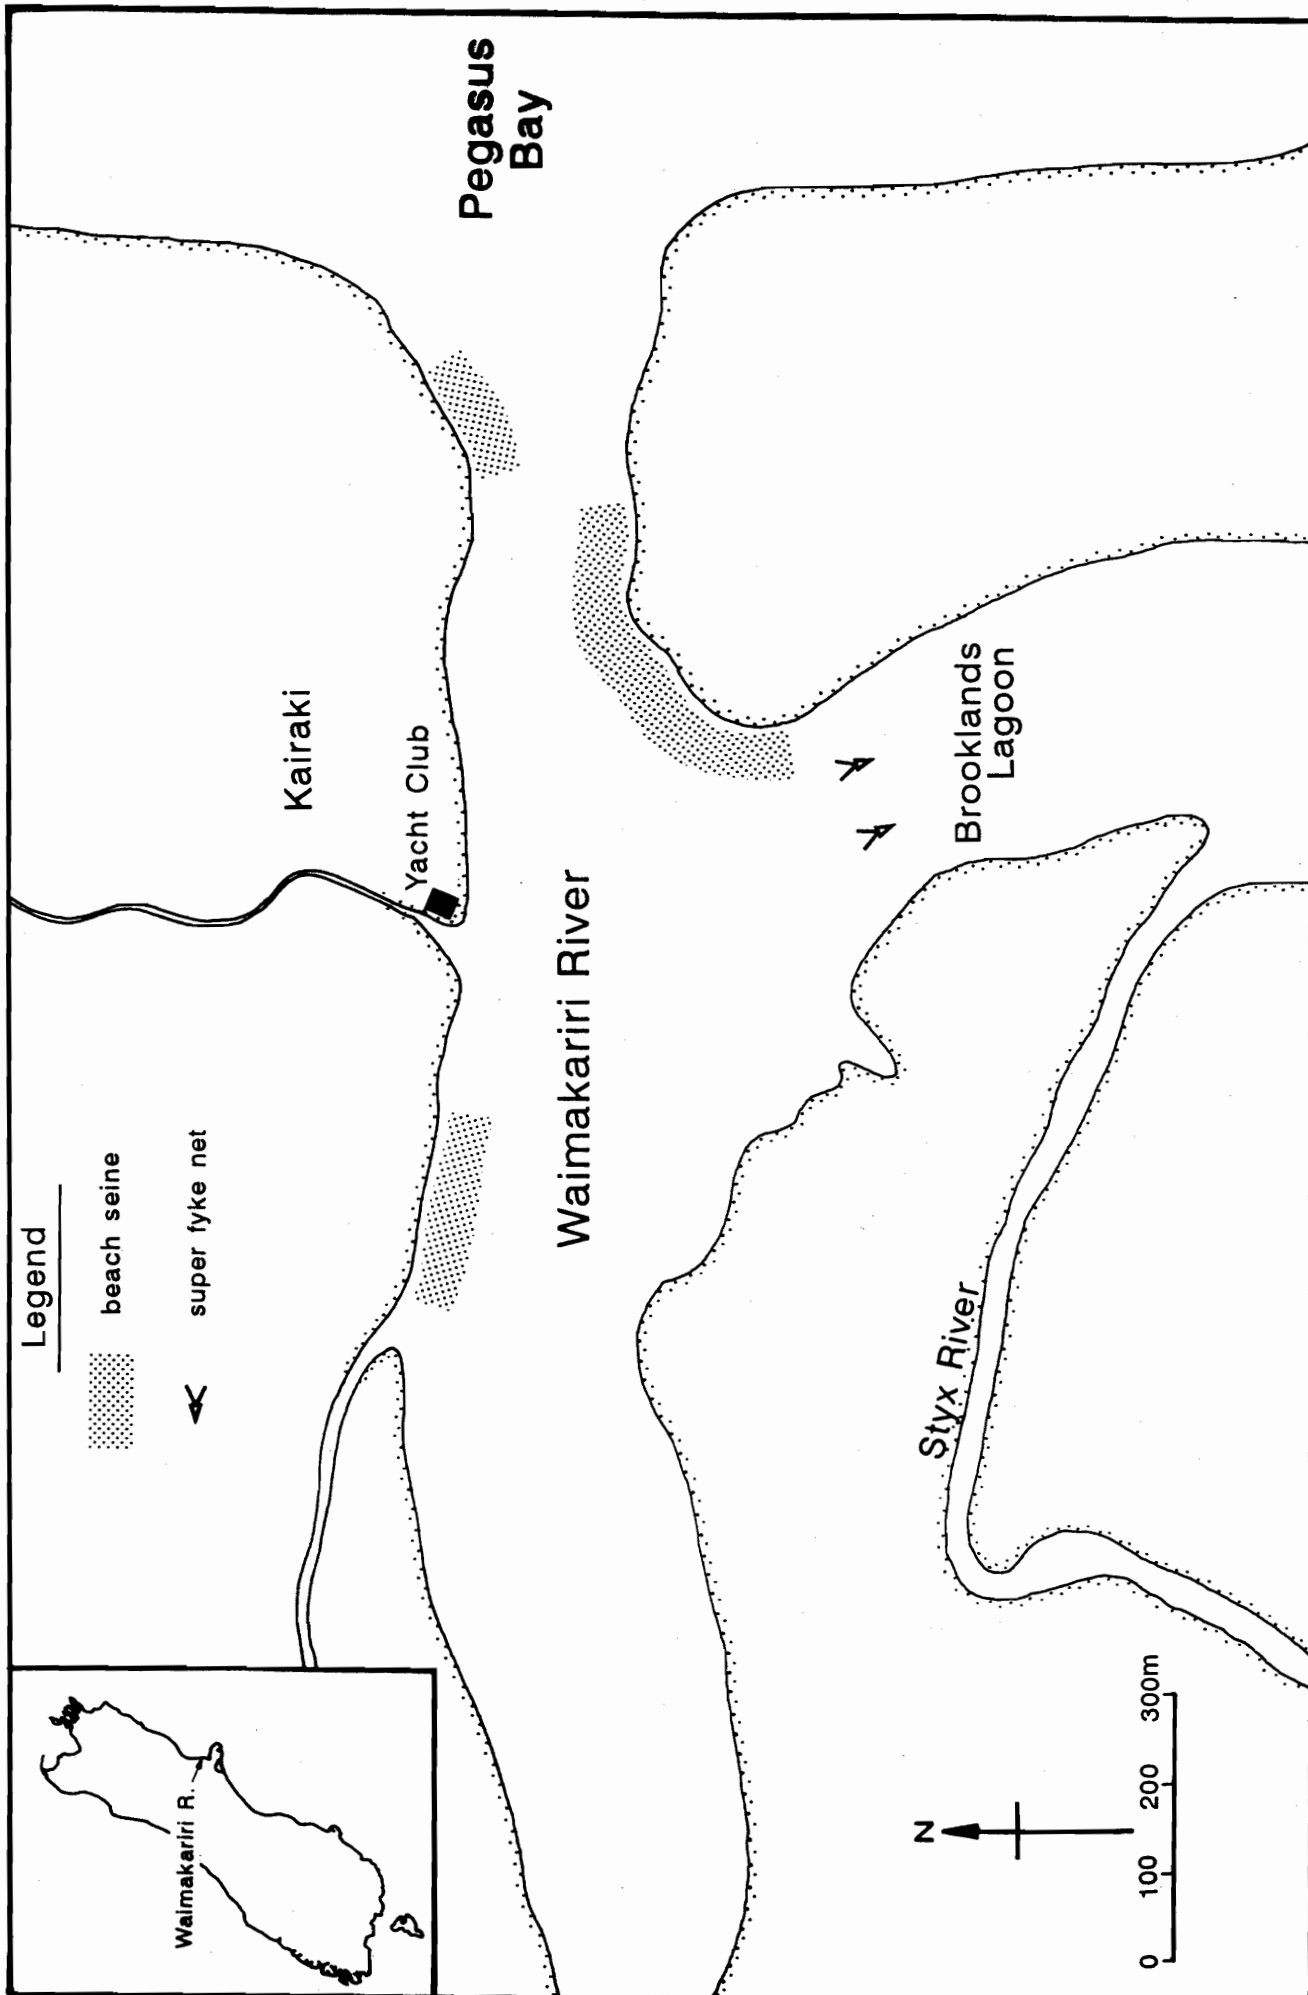 Legend
beach seine
super fyke net
Waimakariri R.
Kairaki
Yacht Club
Pegasus
Bay
Waimakariri River
Brooklands
Lagoon
Styx River
N
0 100 200 300m